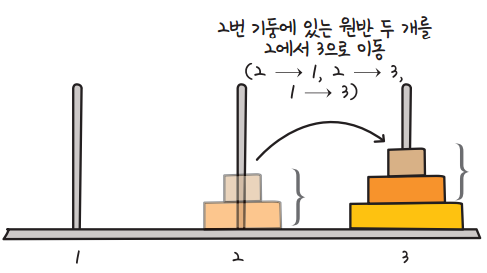 2번 기둥에 있는 원반 두 개를
2에서 3으로 이동
(2 → 1, 2 → 3,
1 → 3)
1 2 3